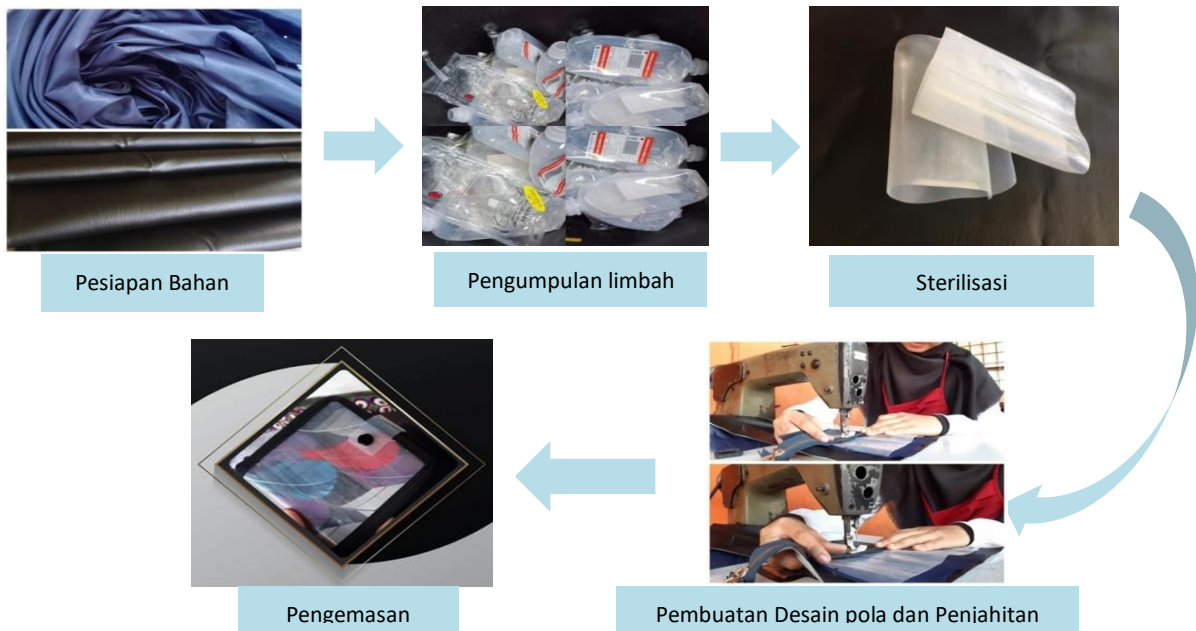 Pesiapan Bahan
Pengumpulan limbah
Sterilisasi
Pembuatan Desain pola dan Penjahitan
Pengemasan